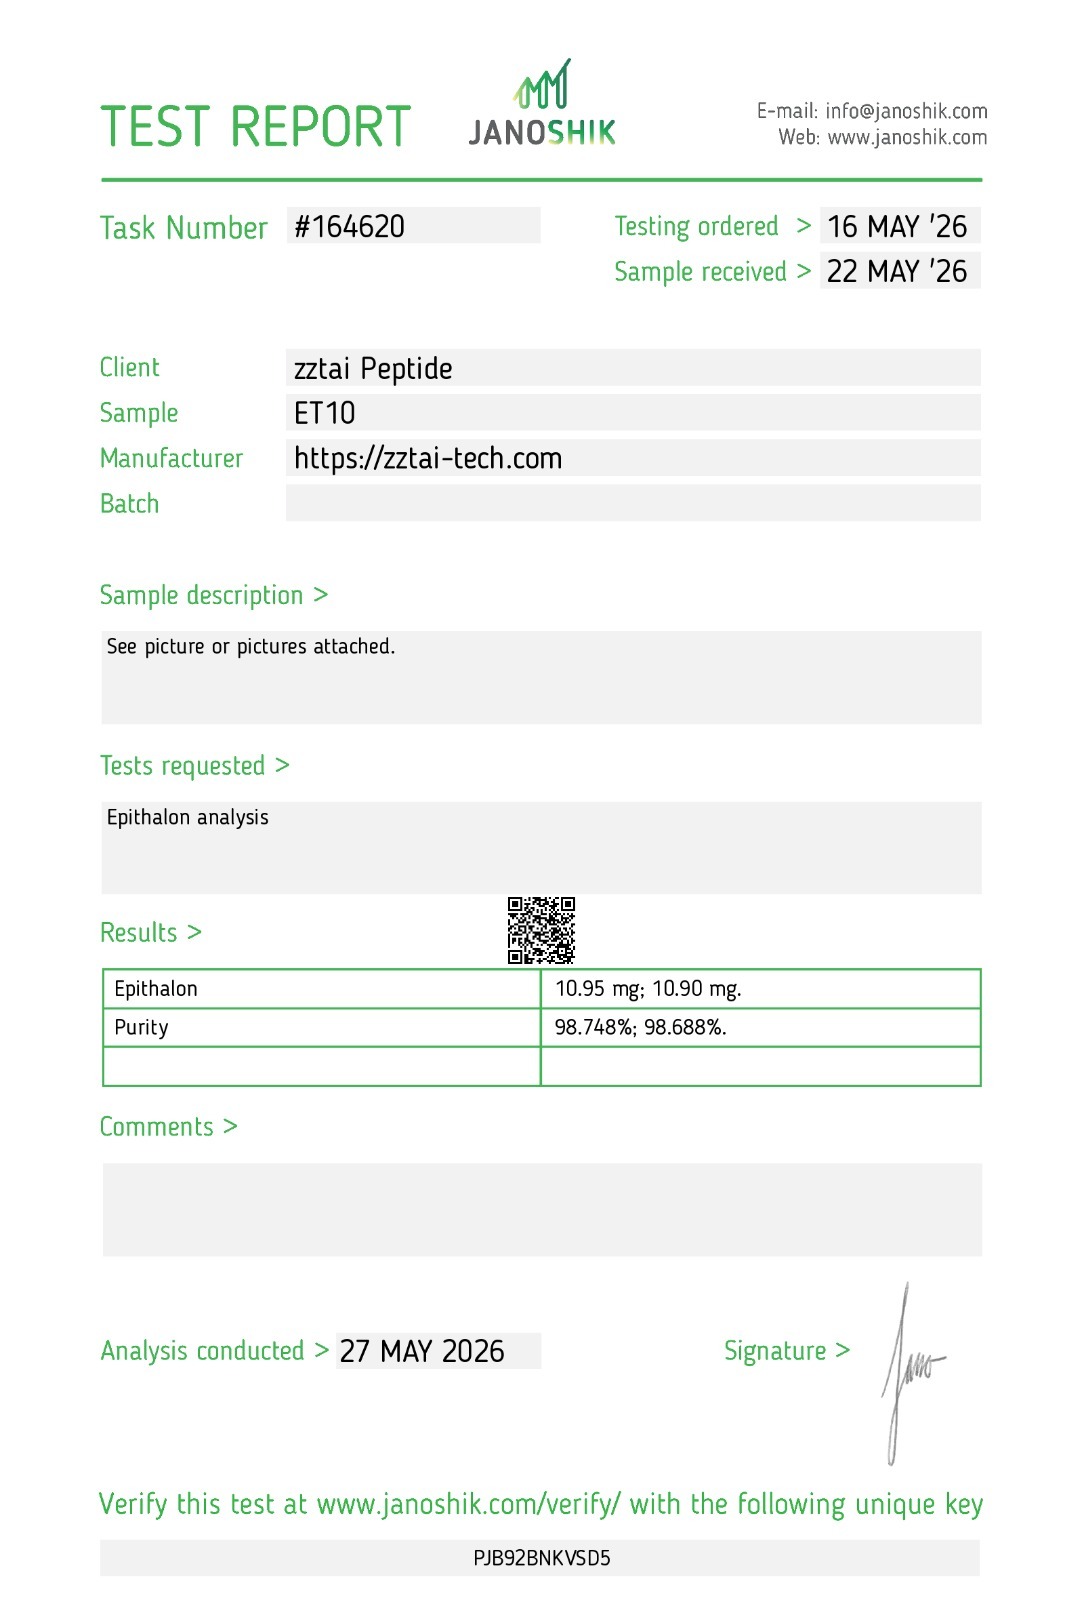 TEST REPORT
JANOSHIK
E-mail: info@janoshik.com
Web: www.janoshik.com
Task Number #164620
Testing ordered > 16 MAY '26
Sample received > 22 MAY '26
Client zztai Peptide
Sample ET10
Manufacturer https://zztai-tech.com
Batch
Sample description >
See picture or pictures attached.
Tests requested >
Epithalon analysis
Results >
Epithalon 10.95 mg; 10.90 mg.
Purity 98.748%; 98.688%.
Comments >
Analysis conducted > 27 MAY 2026
Signature > Jano
Verify this test at www.janoshik.com/verify/ with the following unique key
PJB92BNKVSD5